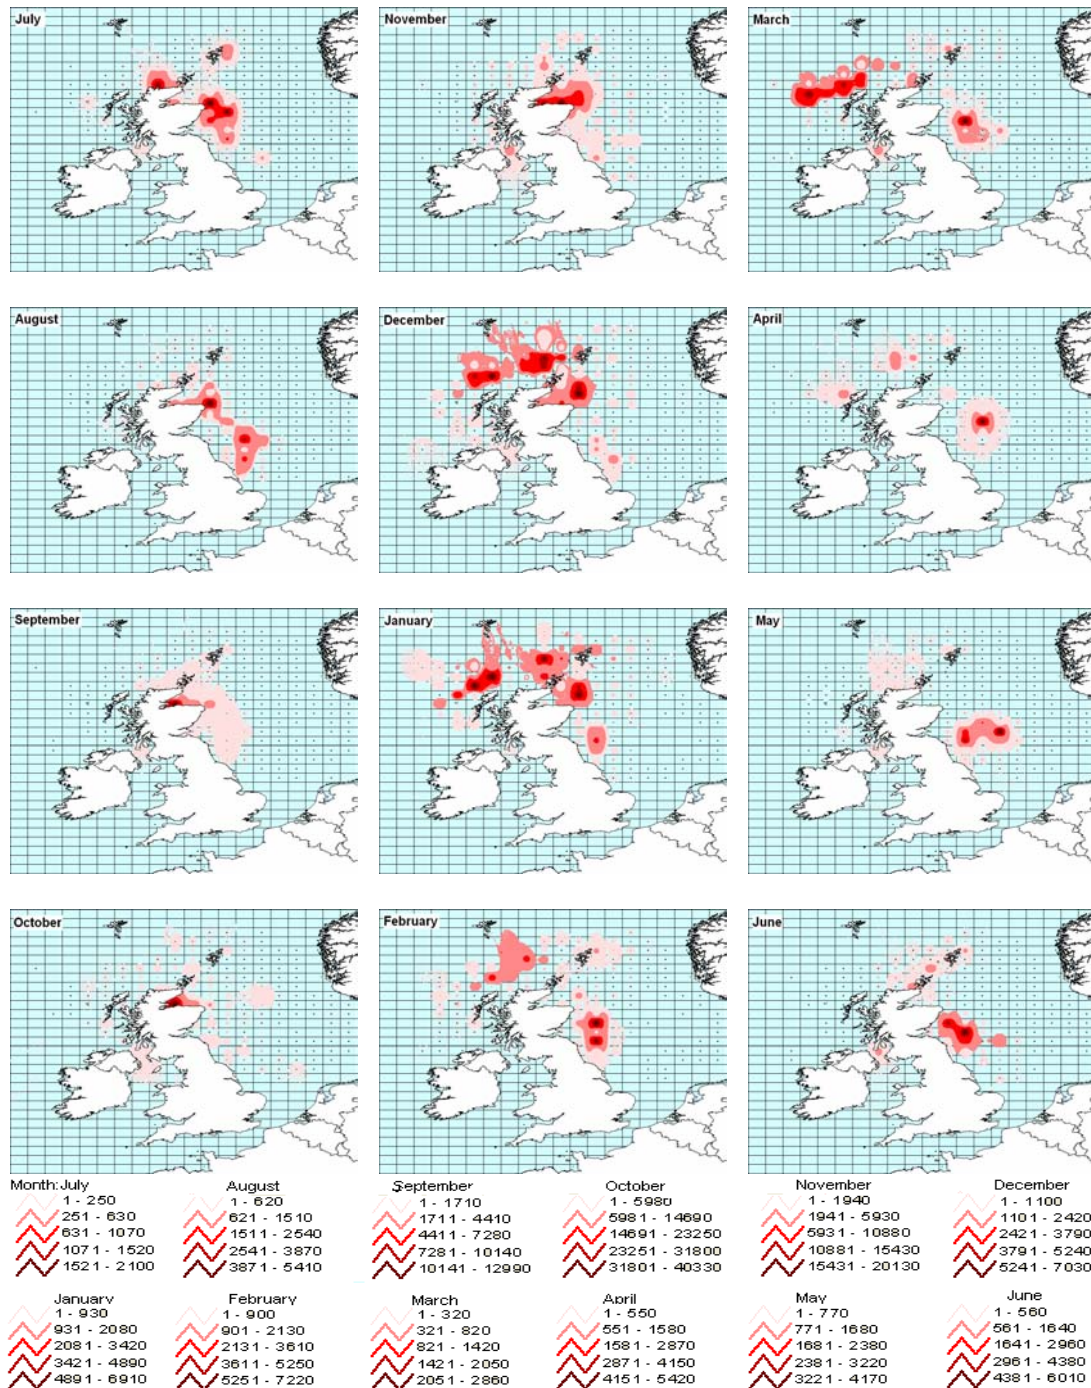 July
November
March
August
December
April
September
January
May
October
February
June
Month:July
1 - 250
251 - 630
631 - 1070
1071 - 1520
1521 - 2100
August
1 - 620
621 - 1510
1511 - 2540
2541 - 3870
3871 - 5410
September
1 - 1710
1711 - 4410
4411 - 7280
7281 - 10140
10141 - 12990
October
1 - 5980
5981 - 14690
14691 - 23250
23251 - 31800
31801 - 40330
November
1 - 1940
1941 - 5930
5931 - 10880
10881 - 15430
15431 - 20130
December
1 - 1100
1101 - 2420
2421 - 3790
3791 - 5240
5241 - 7030
January
1 - 930
931 - 2080
2081 - 3420
3421 - 4890
4891 - 6910
February
1 - 900
901 - 2130
2131 - 3610
3611 - 5250
5251 - 7220
March
1 - 320
321 - 820
821 - 1420
1421 - 2050
2051 - 2860
April
1 - 550
551 - 1580
1581 - 2870
2871 - 4150
4151 - 5420
May
1 - 770
771 - 1680
1681 - 2380
2381 - 3220
3221 - 4170
June
1 - 560
561 - 1640
1641 - 2960
2961 - 4380
4381 - 6010